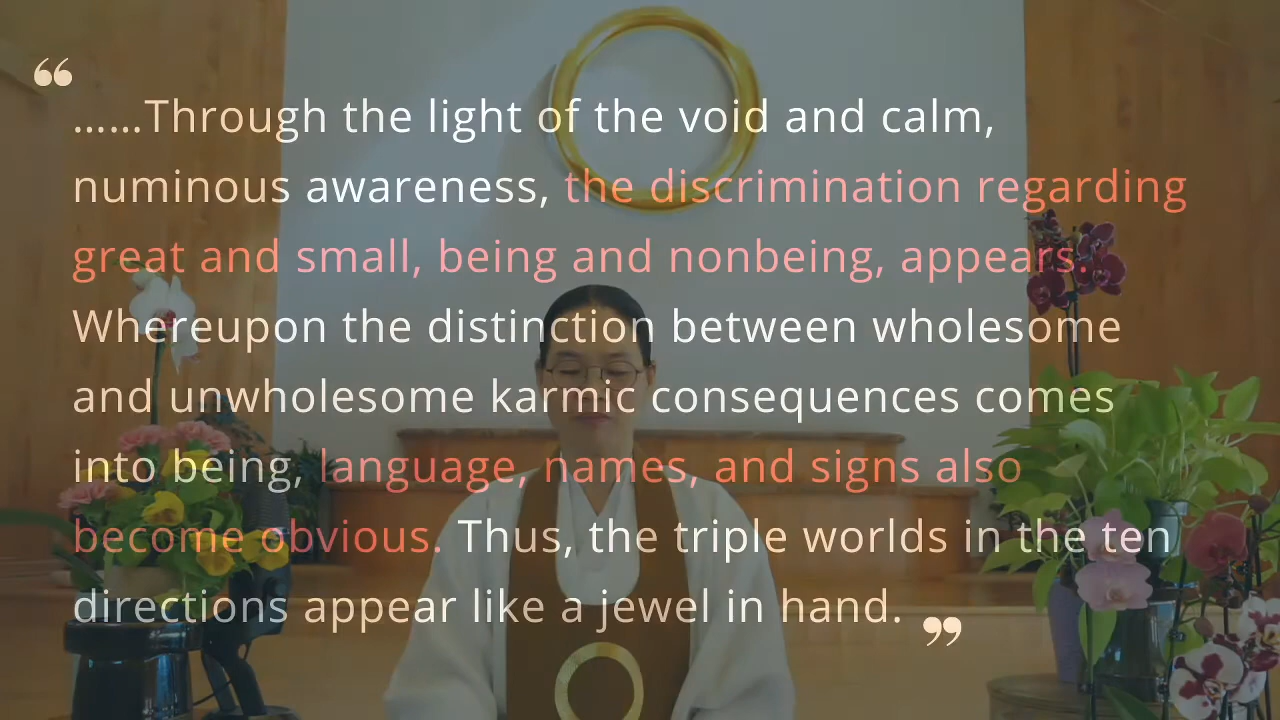 “
……Through the light of the void and calm,
numinous awareness, the discrimination regarding
great and small, being and nonbeing, appears.
Whereupon the distinction between wholesome
and unwholesome karmic consequences comes
into being, language, names, and signs also
become obvious. Thus, the triple worlds in the ten
directions appear like a jewel in hand. ”